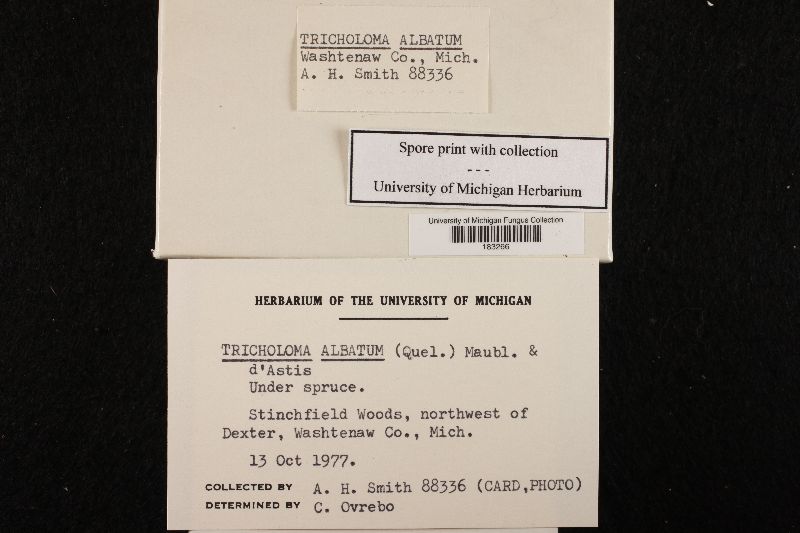 TRICHOLOMA ALBATUM
Washtenaw Co., Mich.
A. H. Smith 88336
Spore print with collection
---
University of Michigan Herbarium
University of Michigan Fungus Collection
183266
HERBARIUM OF THE UNIVERSITY OF MICHIGAN
TRICHOLOMA ALBATUM (Quel.) Maubl. &
d'Astis
Under spruce.
Stinchfield Woods, northwest of
Dexter, Washtenaw Co., Mich.
13 Oct 1977.
COLLECTED BY A. H. Smith 88336 (CARD,PHOTO)
DETERMINED BY C. Ovrebo